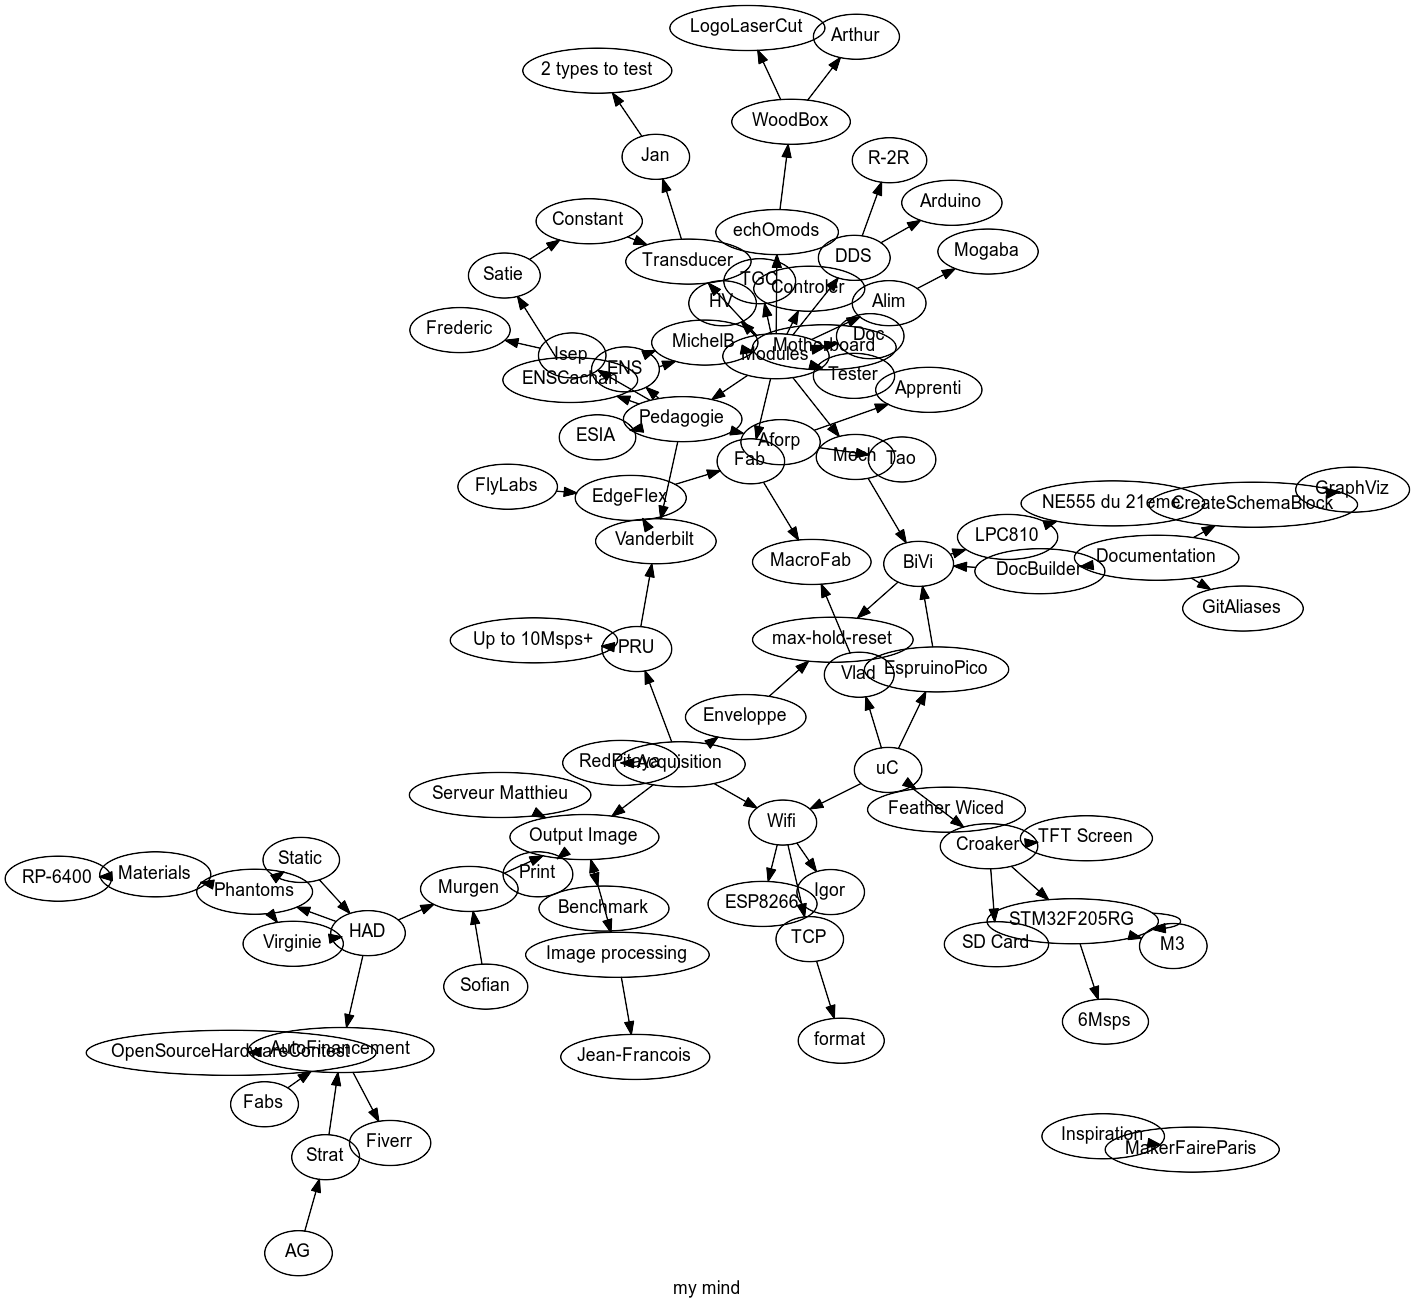 LogoLaserCut
Arthur
2 types to test
WoodBox
Jan
R-2R
Arduino
Constant
echOmods
Mogaba
DDS
Transducer
Satie
TGC
Controler
HV
Alim
Frederic
Doc
MichelB
Motherboard
Modules
Isep
ENS
ENSCachan
Tester
Apprenti
Pedagogie
ESIA
Aforp
Fab
Mech
Tao
FlyLabs
EdgeFlex
GraphViz
NE555 du 21eme
CreateSchemaBlock
Vanderbilt
LPC810
MacroFab
BiVi
DocBuilder
Documentation
GitAliases
Up to 10Msps+
PRU
max-hold-reset
Vlad
EspruinoPico
Enveloppe
RedPitaya
Acquisition
uC
Serveur Matthieu
Feather Wiced
Output Image
Wifi
TFT Screen
Croaker
Static
RP-6400
Materials
Phantoms
Murgen
Print
Igor
ESP8266
Benchmark
STM32F205RG
HAD
Virginie
TCP
SD Card
M3
Image processing
Sofian
6Msps
format
OpenSourceHardwareContest
AutoFinancement
Jean-Francois
Fabs
Fiverr
Strat
Inspiration
MakerFaireParis
AG
my mind